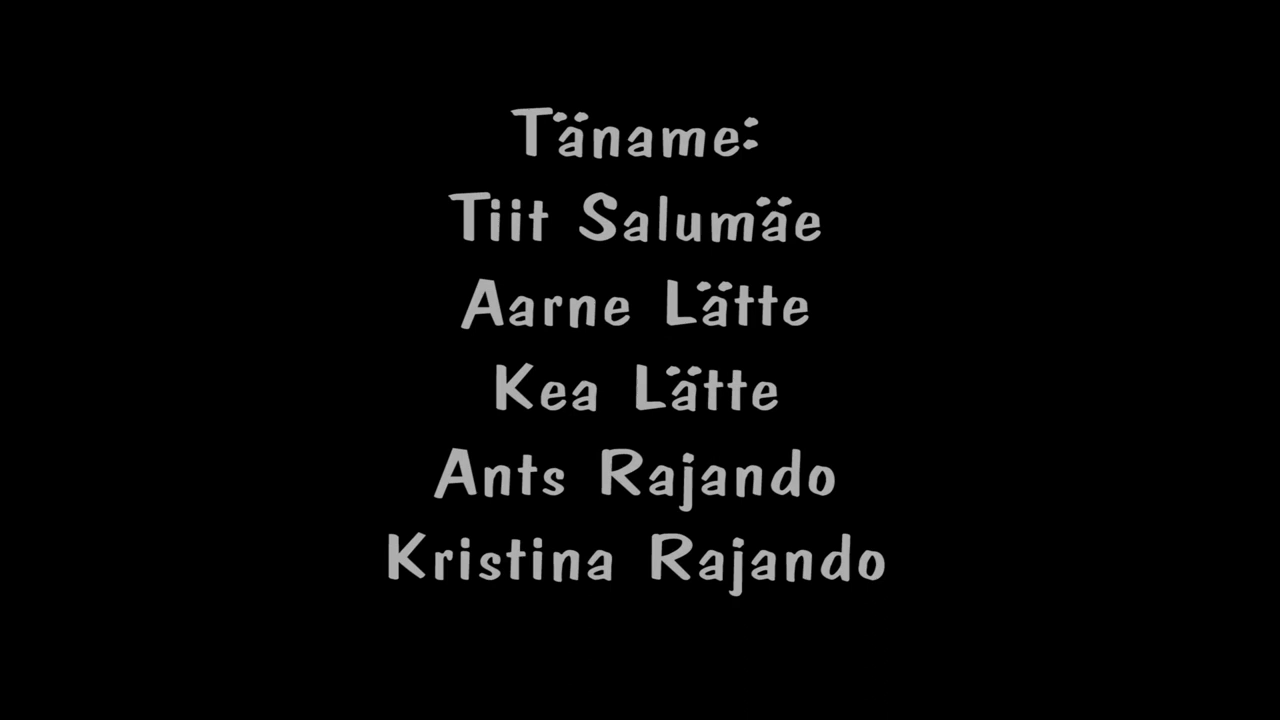 Täname:
Tiit Salumäe
Aarne Lätte
Kea Lätte
Ants Rajando
Kristina Rajando